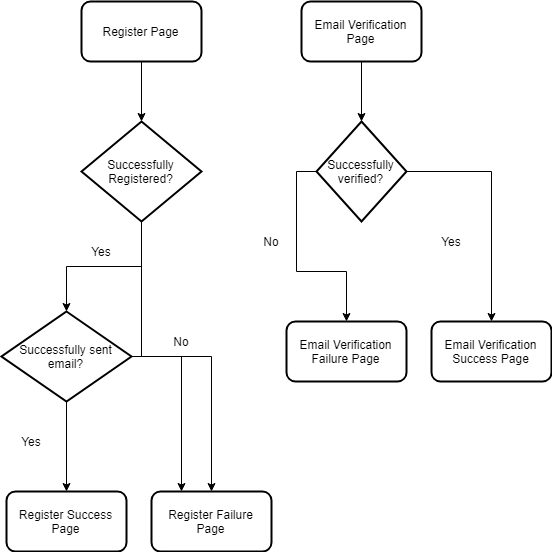 Register Page
Email Verification
Page
Successfully
Registered?
Successfully
verified?
Yes
No
Yes
Successfully sent
email?
No
Email Verification
Failure Page
Email Verification
Success Page
Yes
Register Success
Page
Register Failure
Page